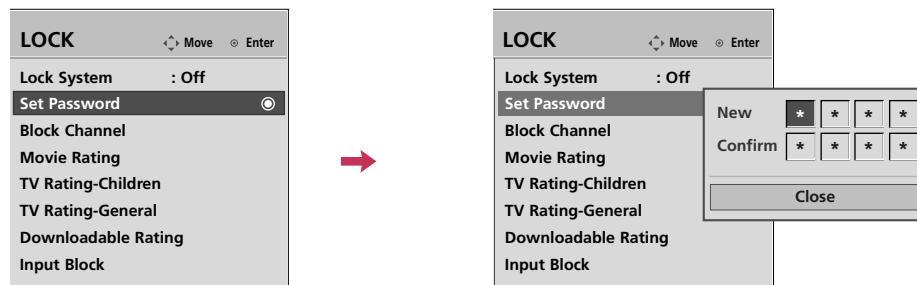 LOCK Move Enter
Lock System : Off
Set Password
Block Channel
Movie Rating
TV Rating-Children
TV Rating-General
Downloadable Rating
Input Block
LOCK Move Enter
Lock System : Off
Set Password
Block Channel
Movie Rating
TV Rating-Children
TV Rating-General
Downloadable Rating
Input Block
New * * * *
Confirm * * * *
Close